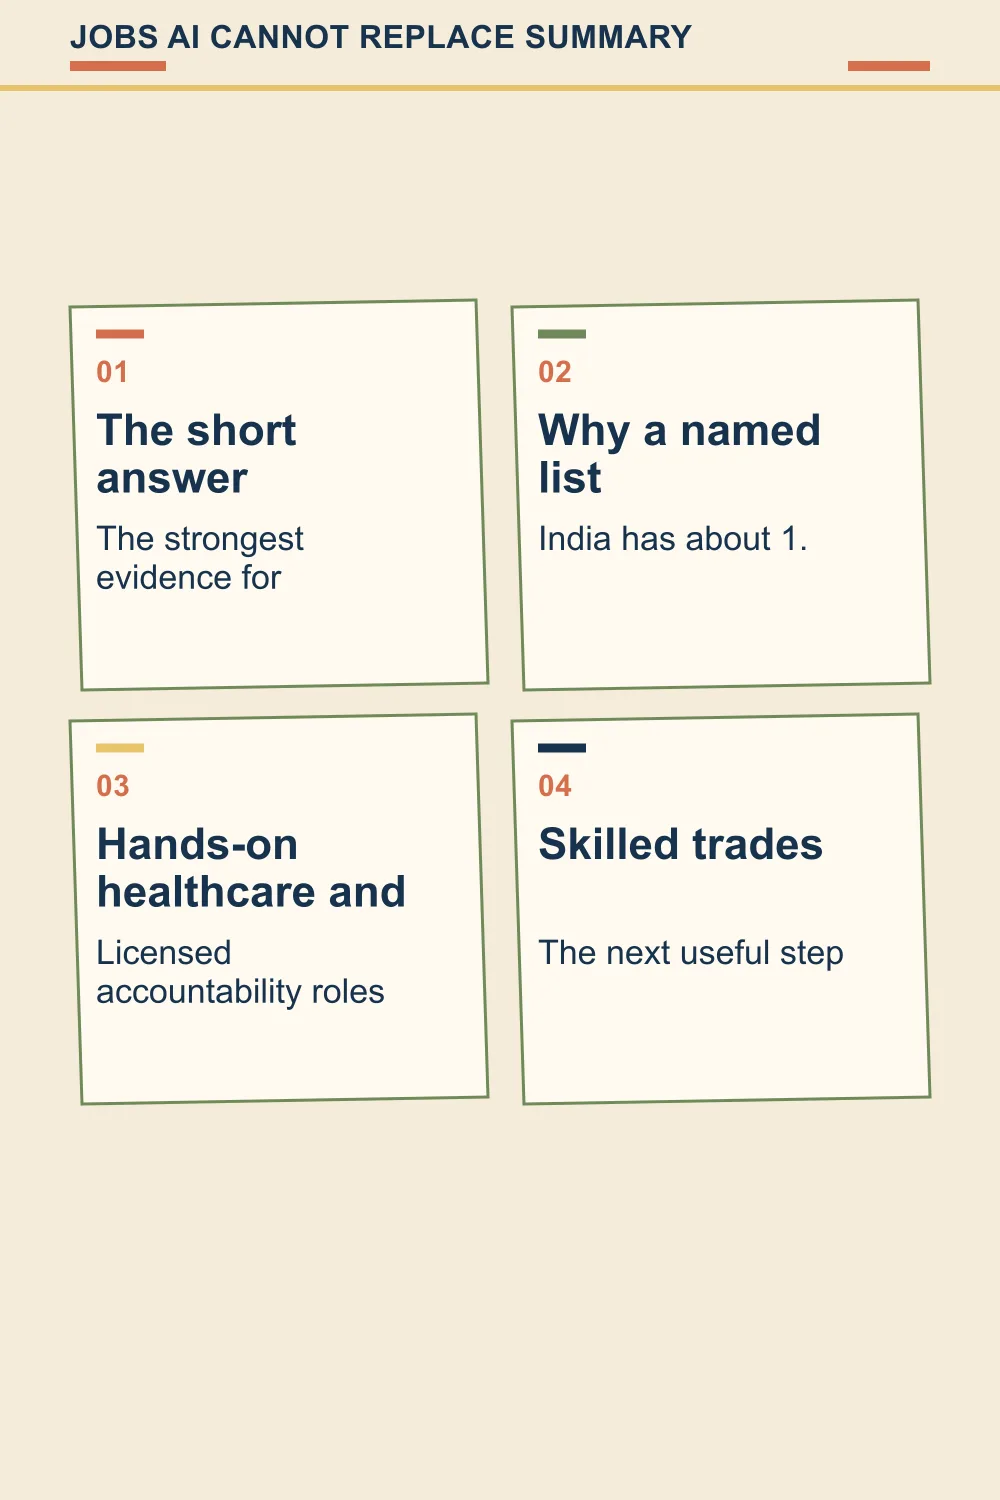 JOBS AI CANNOT REPLACE SUMMARY
01
The short
answer
The strongest
evidence for
02
Why a named
list
India has about 1.
03
Hands-on
healthcare and
Licensed
accountability roles
04
Skilled trades
The next useful step